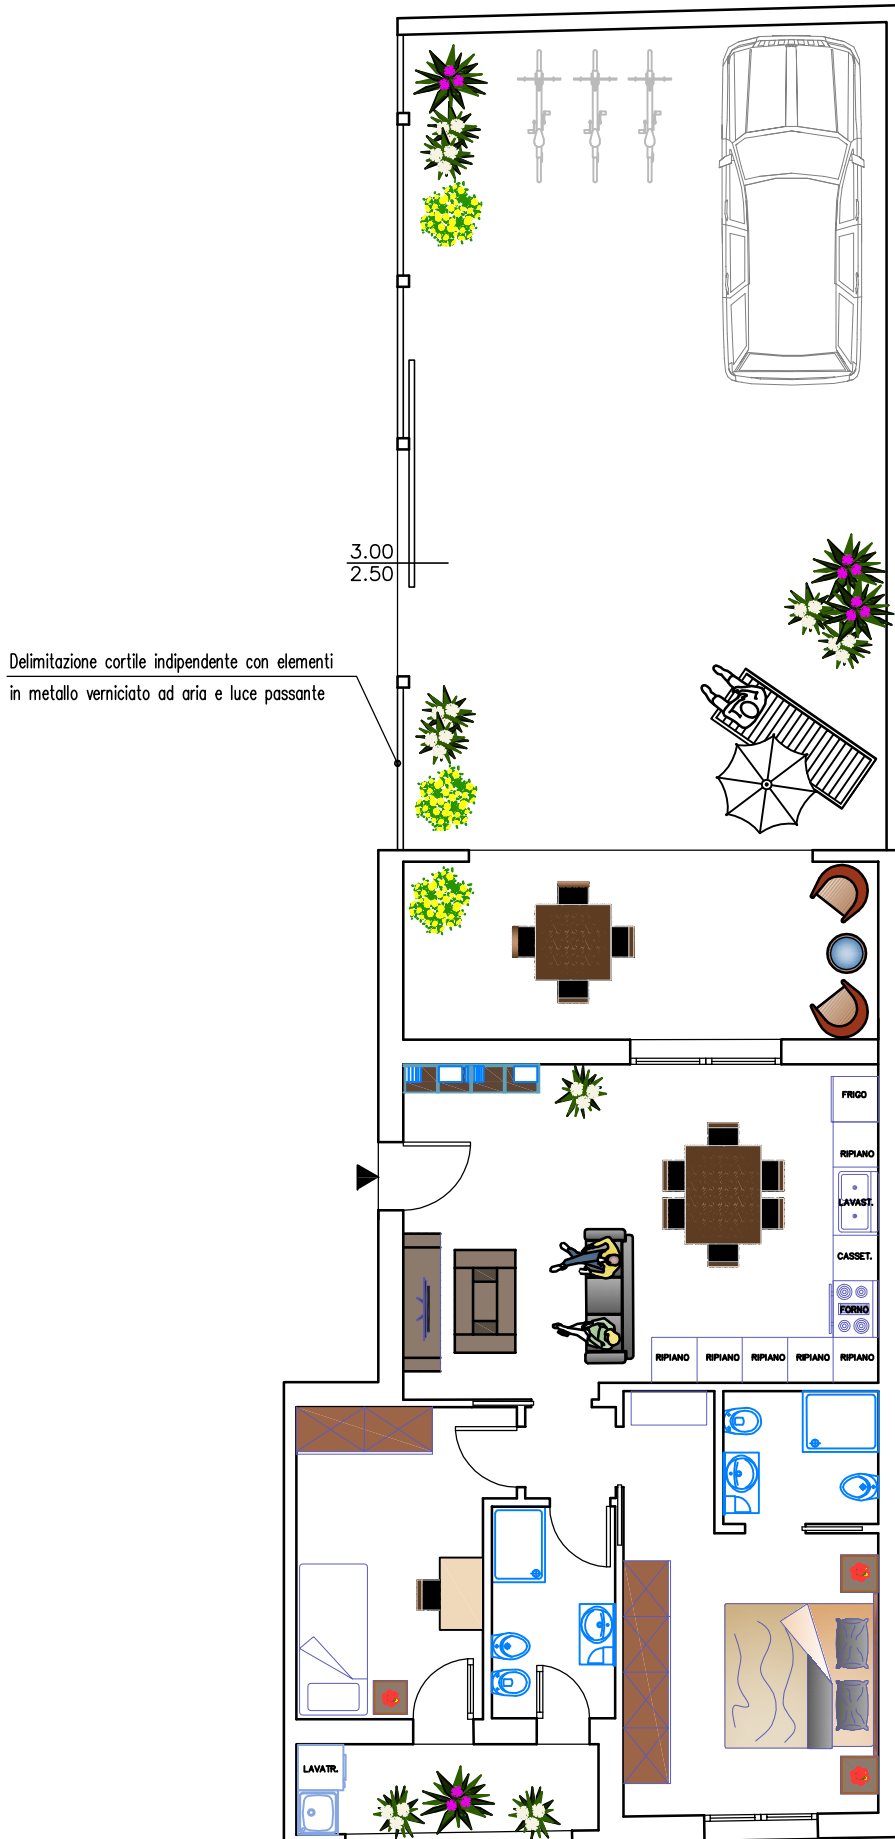 3.00
2.50
Delimitazione cortile indipendente con elementi
in metallo verniciato ad aria e luce passante
FRIGO
RIPIANO
LAVAST.
CASSET.
FORNO
RIPIANO RIPIANO RIPIANO RIPIANO RIPIANO
LAVATR.